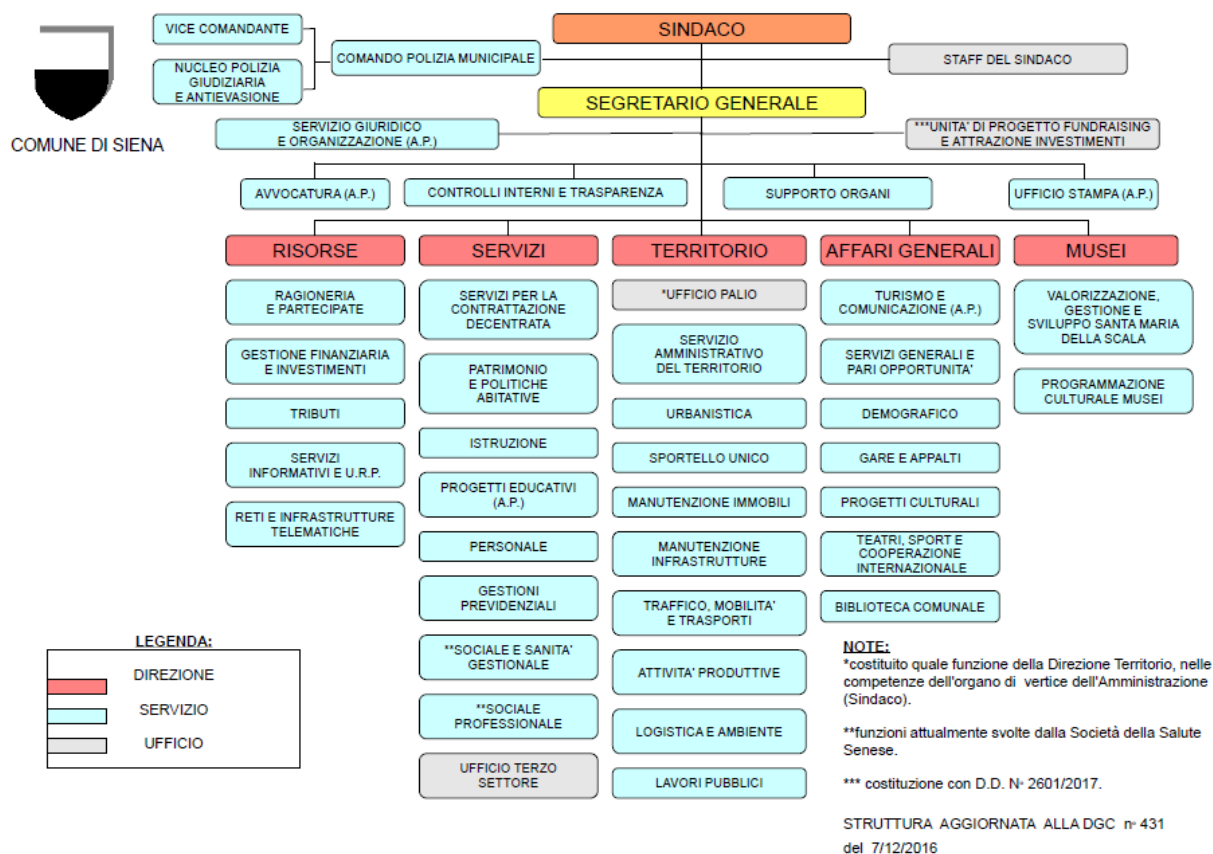 SINDACO
VICE COMANDANTE
COMANDO POLIZIA MUNICIPALE
STAFF DEL SINDACO
NUCLEO POLIZIA
GIUDIZIARIA
E ANTIEVASIONE
COMUNE DI SIENA
SEGRETARIO GENERALE
SERVIZIO GIURIDICO
E ORGANIZZAZIONE (A.P.)
***UNITA' DI PROGETTO FUNDRAISING
E ATTRAZIONE INVESTIMENTI
AVVOCATURA (A.P.)
CONTROLLI INTERNI E TRASPARENZA
SUPPORTO ORGANI
UFFICIO STAMPA (A.P.)
RISORSE
RAGIONERIA
E PARTECIPATE
GESTIONE FINANZIARIA
E INVESTIMENTI
TRIBUTI
SERVIZI
INFORMATIVI E U.R.P.
RETI E INFRASTRUTTURE
TELEMATICHE
SERVIZI
SERVIZI PER LA
CONTRATTAZIONE
DECENTRATA
PATRIMONIO
E POLITICHE
ABITATIVE
ISTRUZIONE
PROGETTI EDUCATIVI
(A.P.)
PERSONALE
GESTIONI
PREVIDENZIALI
**SOCIALE E SANITA'
GESTIONALE
**SOCIALE
PROFESSIONALE
UFFICIO TERZO
SETTORE
TERRITORIO
*UFFICIO PALIO
SERVIZIO
AMMINISTRATIVO
DEL TERRITORIO
URBANISTICA
SPORTELLO UNICO
MANUTENZIONE IMMOBILI
MANUTENZIONE
INFRASTRUTTURE
TRAFFICO, MOBILITA'
E TRASPORTI
ATTIVITA' PRODUTTIVE
LOGISTICA E AMBIENTE
LAVORI PUBBLICI
AFFARI GENERALI
TURISMO E
COMUNICAZIONE (A.P.)
SERVIZI GENERALI E
PARI OPPORTUNITA'
DEMOGRAFICO
GARE E APPALTI
PROGETTI CULTURALI
TEATRI, SPORT E
COOPERAZIONE
INTERNAZIONALE
BIBLIOTECA COMUNALE
MUSEI
VALORIZZAZIONE,
GESTIONE E
SVILUPPO SANTA MARIA
DELLA SCALA
PROGRAMMAZIONE
CULTURALE MUSEI
LEGENDA:
DIREZIONE
SERVIZIO
UFFICIO
NOTE:
*costituito quale funzione della Direzione Territorio, nelle
competenze dell'organo di vertice dell'Amministrazione
(Sindaco).
**funzioni attualmente svolte dalla Società della Salute
Senese.
*** costituzione con D.D. N° 2601/2017.
STRUTTURA AGGIORNATA ALLA DGC n° 431
del 7/12/2016